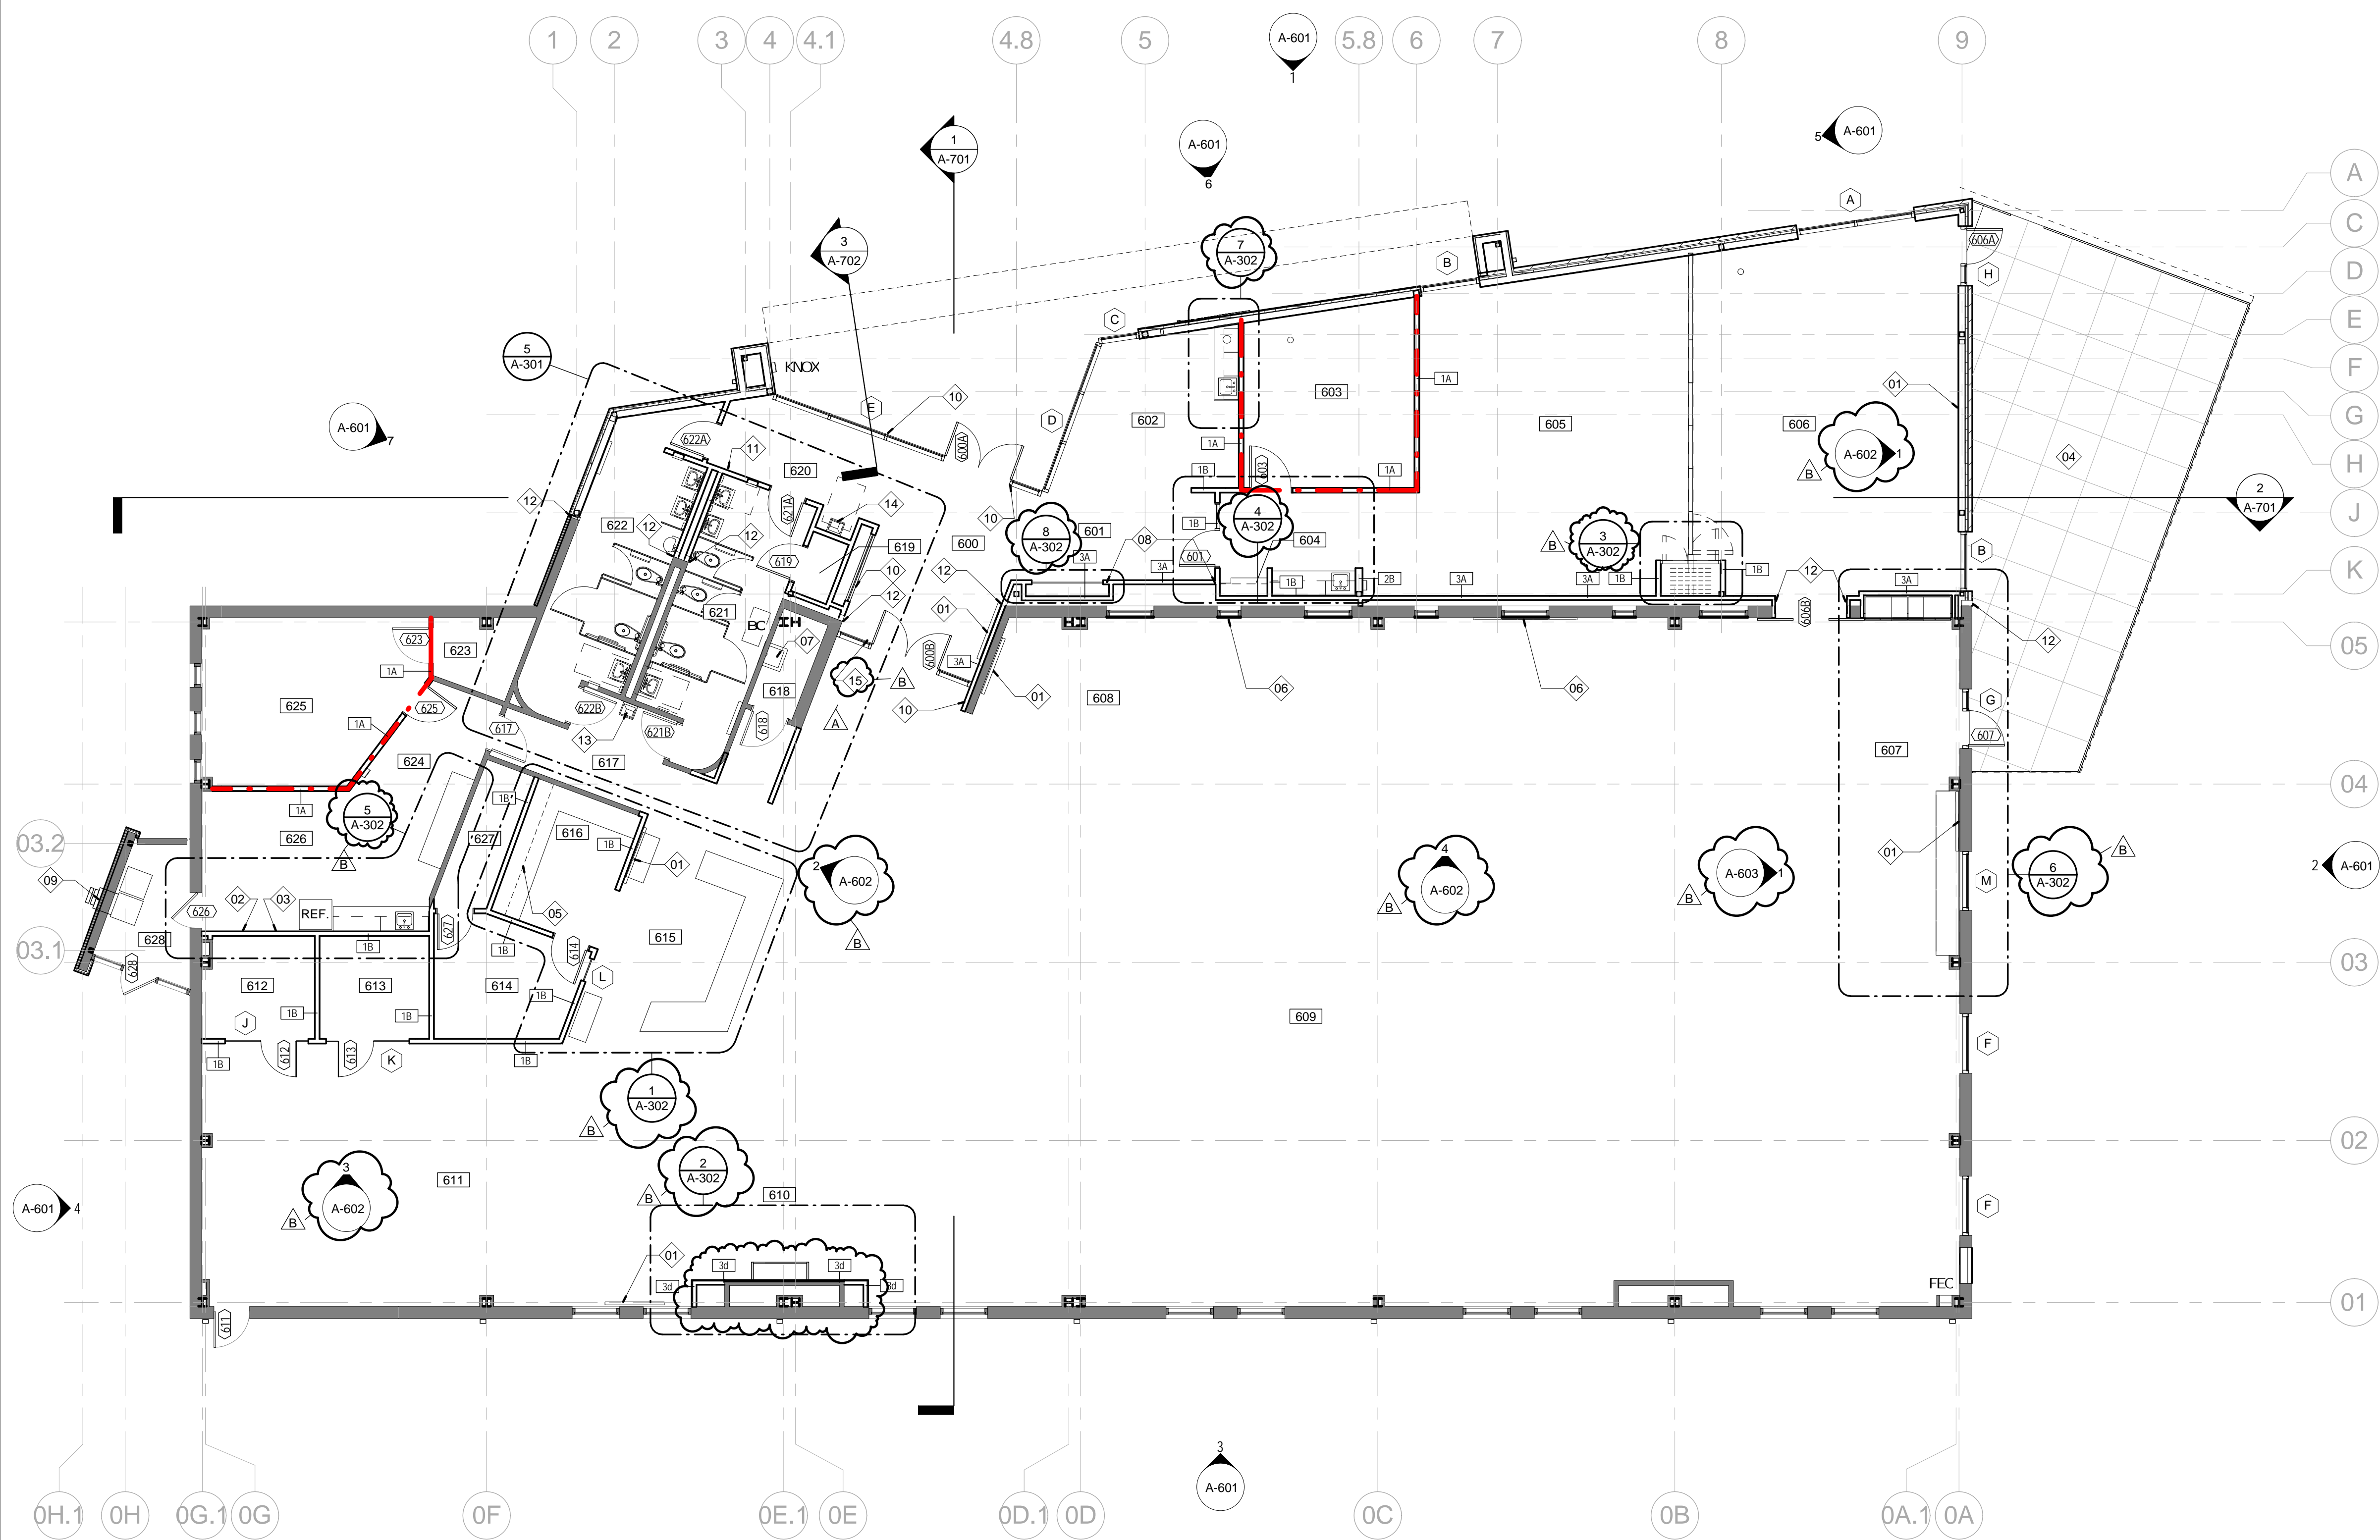 1 2 3 4 4.1 4.8 5 5.8 6 7 8 9
A-601
1
1
A-701
A-601
6
5 A-601
A
A
C
3
A-702
7
A-302
B
606A
H
D
C
E
5
A-301
KNOX
F
1A
603
01
E
10
D
602
605
606
G
A-601
7
622A
11
600A
1A
A-602
1
B
04
H
620
1B
603
1A
12
621A
14
10
4
A-302
2
A-701
622
12
8
A-302
601
1B
J
12
600
08
604
3
A-302
B
B
619
619
3A
601
3A
10
12
1B
2B
3A
3A
1B
1B
12
3A
K
621
12
01
606B
BC
623
623
07
600B
12
05
1A
3A
15
B
618
01
06
06
625
625
608
G
10
1A
622B
A
617
618
607
13
621B
607
624
617
04
1A
1B
5
A-302
616
627
626
1B
03.2
B
01
2
A-602
4
A-602
A-603
1
01
6
A-302
B
2 A-601
09
B
B
B
M
02
03
05
REF.
626
627
615
628
1B
1B
614
03.1
628
L
03
612
613
614
1B
1B
1B
609
J
K
F
612
613
1B
1B
1
A-302
B
2
A-302
02
3
A-602
B
611
B
610
A-601 4
F
01
3d
3d
3d
3d
FEC
01
611
3
A-601
0H.1 0H 0G.1 0G 0F 0E.1 0E 0D.1 0D 0C 0B 0A.1 0A